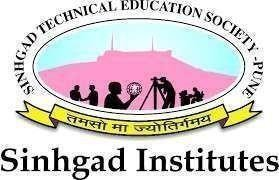 SINHGAD TECHNICAL EDUCATION SOCIETY - PUNE
तमसो मा ज्योतिर्गमय
Sinhgad Institutes